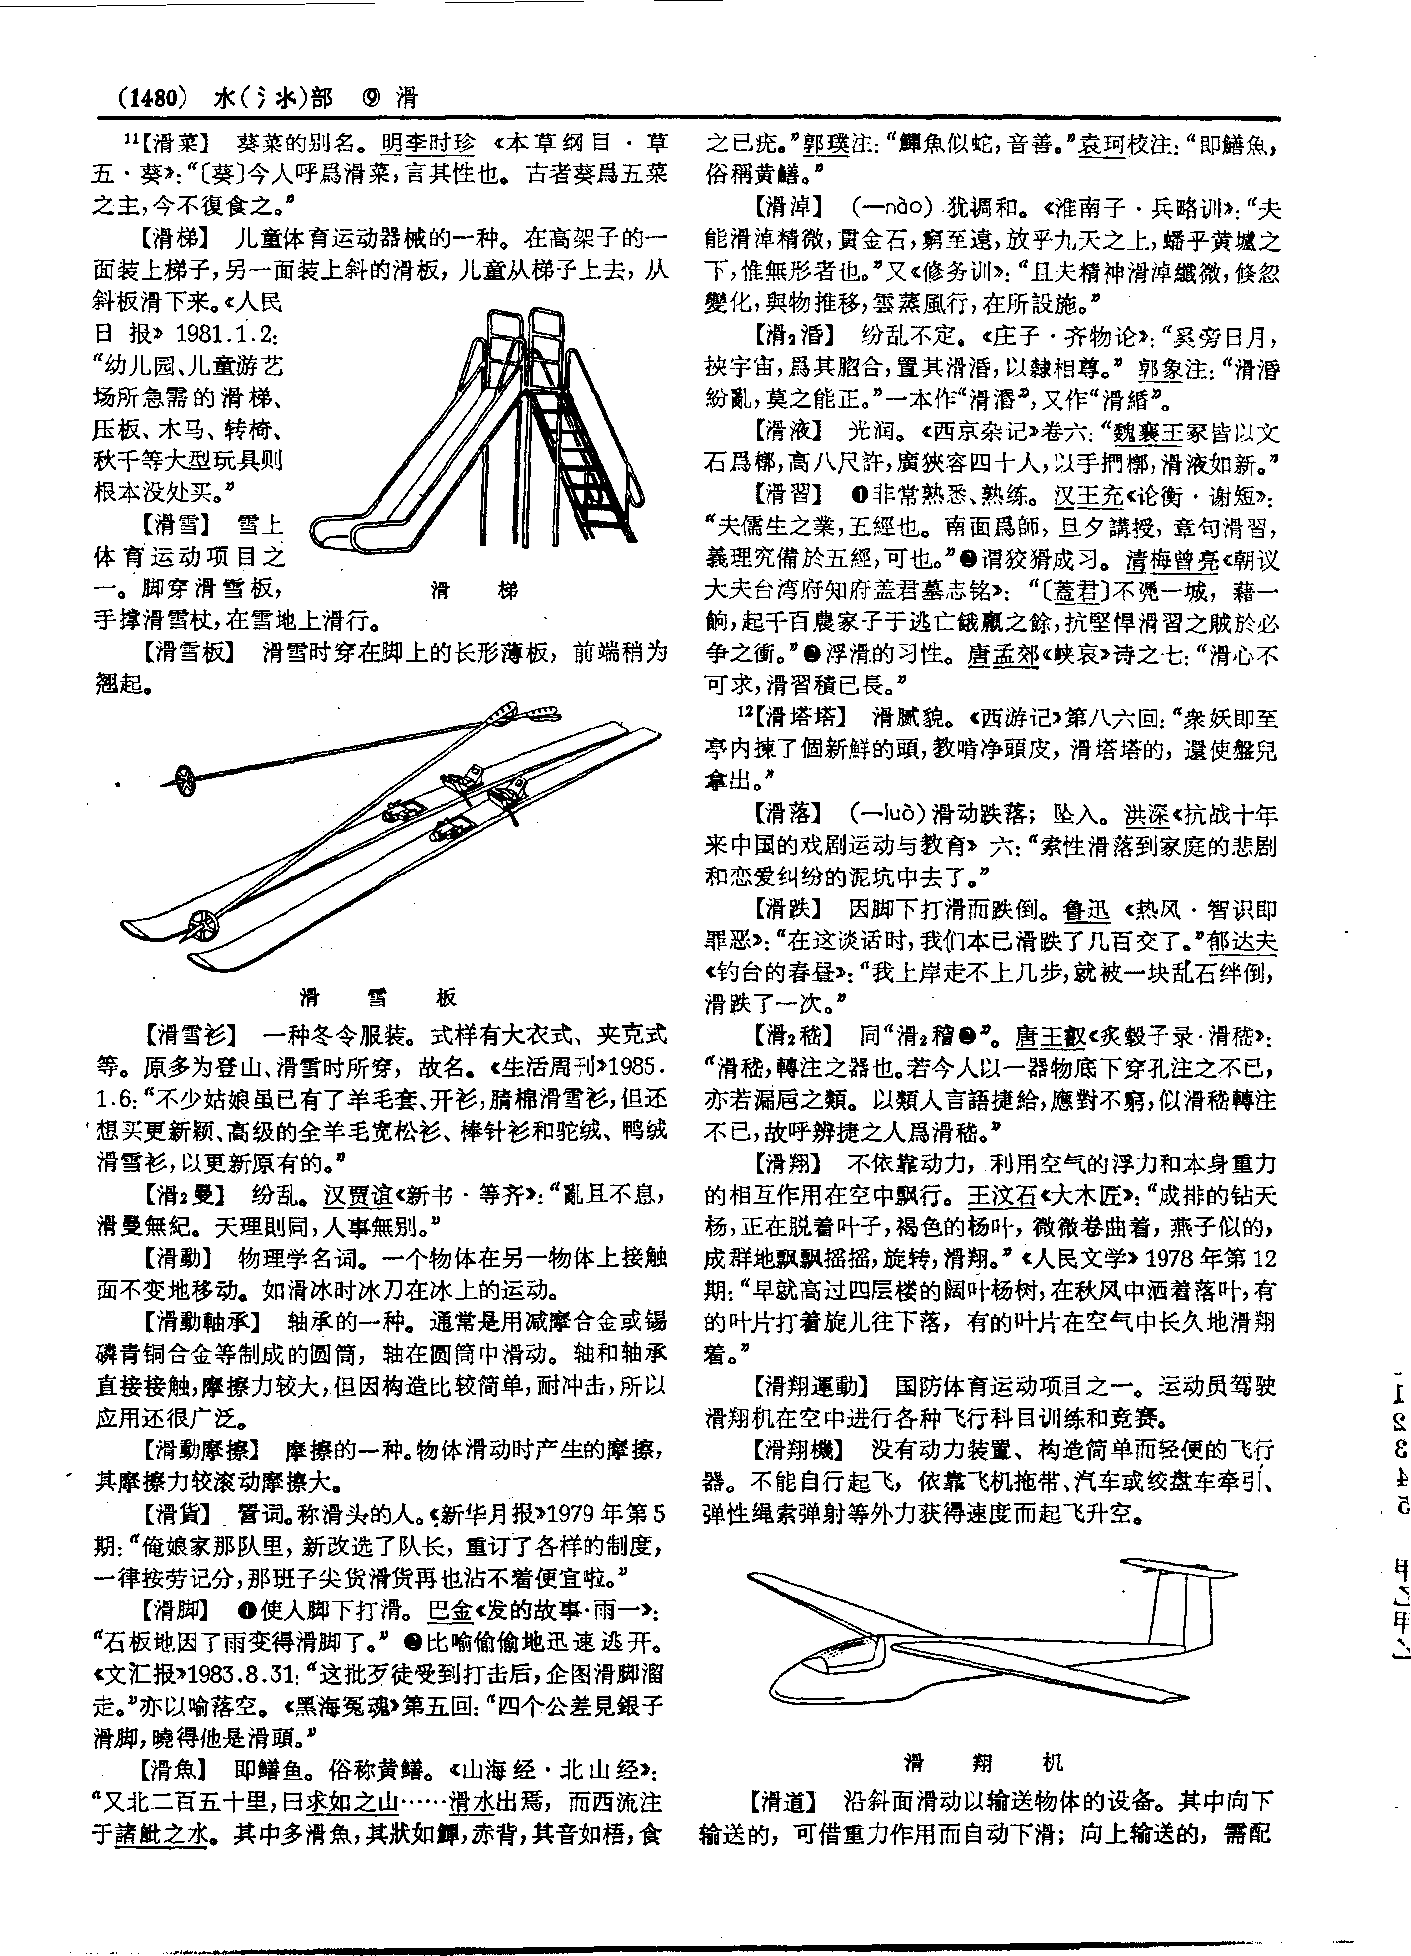 (1480) 水(氵氺)部 ⑨ 滑
¹¹【滑菜】 葵菜的别名。明李时珍《本草纲目·草
五·葵》:“〔葵〕今人呼爲滑菜,言其性也。古者葵爲五菜
之主,今不復食之。”
【滑梯】 儿童体育运动器械的一种。在高架子的一
面装上梯子,另一面装上斜的滑板,儿童从梯子上去,从
斜板滑下来。《人民
日报》1981.1.2:
“幼儿园、儿童游艺
场所急需的滑梯、
压板、木马、转椅、
秋千等大型玩具则
根本没处买。”
【滑雪】 雪上
体育运动项目之
一。脚穿滑雪板,
手撑滑雪杖,在雪地上滑行。
滑 梯
【滑雪板】 滑雪时穿在脚上的长形薄板,前端稍为
翘起。
滑 雪 板
【滑雪衫】 一种冬令服装。式样有大衣式、夹克式
等。原多为登山、滑雪时所穿,故名。《生活周刊》1985.
1.6:“不少姑娘虽已有了羊毛套、开衫,腈棉滑雪衫,但还
想买更新颖、高级的全羊毛宽松衫、棒针衫和驼绒、鸭绒
滑雪衫,以更新原有的。”
【滑₂曼】 纷乱。汉贾谊《新书·等齐》:“亂且不息,
滑曼無紀。天理則同,人事無别。”
【滑動】 物理学名词。一个物体在另一物体上接触
面不变地移动。如滑冰时冰刀在冰上的运动。
【滑動軸承】 轴承的一种。通常是用减摩合金或锡
磷青铜合金等制成的圆筒,轴在圆筒中滑动。轴和轴承
直接接触,摩擦力较大,但因构造比较简单,耐冲击,所以
应用还很广泛。
【滑動摩擦】 摩擦的一种。物体滑动时产生的摩擦,
其摩擦力较滚动摩擦大。
【滑貨】 詈词。称滑头的人。《新华月报》1979年第5
期:“俺娘家那队里,新改选了队长,重订了各样的制度,
一律按劳记分,那班子尖货滑货再也沾不着便宜啦。”
【滑脚】 ❶使人脚下打滑。巴金《发的故事·雨一》:
“石板地因了雨变得滑脚了。”❷比喻偷偷地迅速逃开。
《文汇报》1983.8.31:“这批歹徒受到打击后,企图滑脚溜
走。”亦以喻落空。《黑海冤魂》第五回:“四个公差見銀子
滑脚,曉得他是滑頭。”
【滑魚】 即鳝鱼。俗称黄鳝。《山海经·北山经》:
“又北二百五十里,曰求如之山……滑水出焉,而西流注
于諸䣙之水。其中多滑魚,其狀如鱓,赤背,其音如梧,食
之已疣。”郭璞注:“鱓魚似蛇,音善。”袁珂校注:“即鱔魚,
俗稱黄鱔。”
【滑淖】 (—nào) 犹调和。《淮南子·兵略训》:“夫
能滑淖精微,貫金石,窮至遠,放乎九天之上,蟠乎黄壚之
下,惟無形者也。”又《修务训》:“且夫精神滑淖纖微,倏忽
變化,與物推移,雲蒸風行,在所設施。”
【滑₂涽】 纷乱不定。《庄子·齐物论》:“奚旁日月,
挟宇宙,爲其脗合,置其滑涽,以隸相尊。”郭象注:“滑涽
紛亂,莫之能正。”一本作“滑湣”,又作“滑緍”。
【滑液】 光润。《西京杂记》卷六:“魏襄王冢皆以文
石爲槨,高八尺許,廣狹容四十人,以手捫槨,滑液如新。”
【滑習】 ❶非常熟悉、熟练。汉王充《论衡·谢短》:
“夫儒生之業,五經也。南面爲師,旦夕講授,章句滑習,
義理究備於五經,可也。”❷谓狡猾成习。清梅曾亮《朝议
大夫台湾府知府盖君墓志铭》:“〔蓋君〕不凭一城,藉一
餉,起千百農家子于逃亡餓羸之餘,抗堅悍滑習之賊於必
争之衝。”❸浮滑的习性。唐孟郊《峡哀》诗之七:“滑心不
可求,滑習積已長。”
¹²【滑塔塔】 滑腻貌。《西游记》第八六回:“衆妖即至
亭内揀了個新鮮的頭,教啃净頭皮,滑塔塔的,還使盤兒
拿出。”
【滑落】 (—luò)滑动跌落;坠入。洪深《抗战十年
来中国的戏剧运动与教育》六:“索性滑落到家庭的悲剧
和恋爱纠纷的泥坑中去了。”
【滑跌】 因脚下打滑而跌倒。鲁迅《热风·智识即
罪恶》:“在这谈话时,我们本已滑跌了几百交了。”郁达夫
《钓台的春昼》:“我上岸走不上几步,就被一块乱石绊倒,
滑跌了一次。”
【滑₂嵇】 同“滑₂稽❷”。唐王叡《炙毂子录·滑嵇》:
“滑嵇,轉注之器也。若今人以一器物底下穿孔注之不已,
亦若漏卮之類。以類人言語捷給,應對不窮,似滑嵇轉注
不已,故呼辨捷之人爲滑嵇。”
【滑翔】 不依靠动力,利用空气的浮力和本身重力
的相互作用在空中飘行。王汶石《大木匠》:“成排的钻天
杨,正在脱着叶子,褐色的杨叶,微微卷曲着,燕子似的,
成群地飘飘摇摇,旋转,滑翔。”《人民文学》1978年第12
期:“早就高过四层楼的阔叶杨树,在秋风中洒着落叶,有
的叶片打着旋儿往下落,有的叶片在空气中长久地滑翔
着。”
【滑翔運動】 国防体育运动项目之一。运动员驾驶
滑翔机在空中进行各种飞行科目训练和竞赛。
【滑翔機】 没有动力装置、构造简单而轻便的飞行
器。不能自行起飞,依靠飞机拖带、汽车或绞盘车牵引、
弹性绳索弹射等外力获得速度而起飞升空。
滑 翔 机
【滑道】 沿斜面滑动以输送物体的设备。其中向下
输送的,可借重力作用而自动下滑;向上输送的,需配